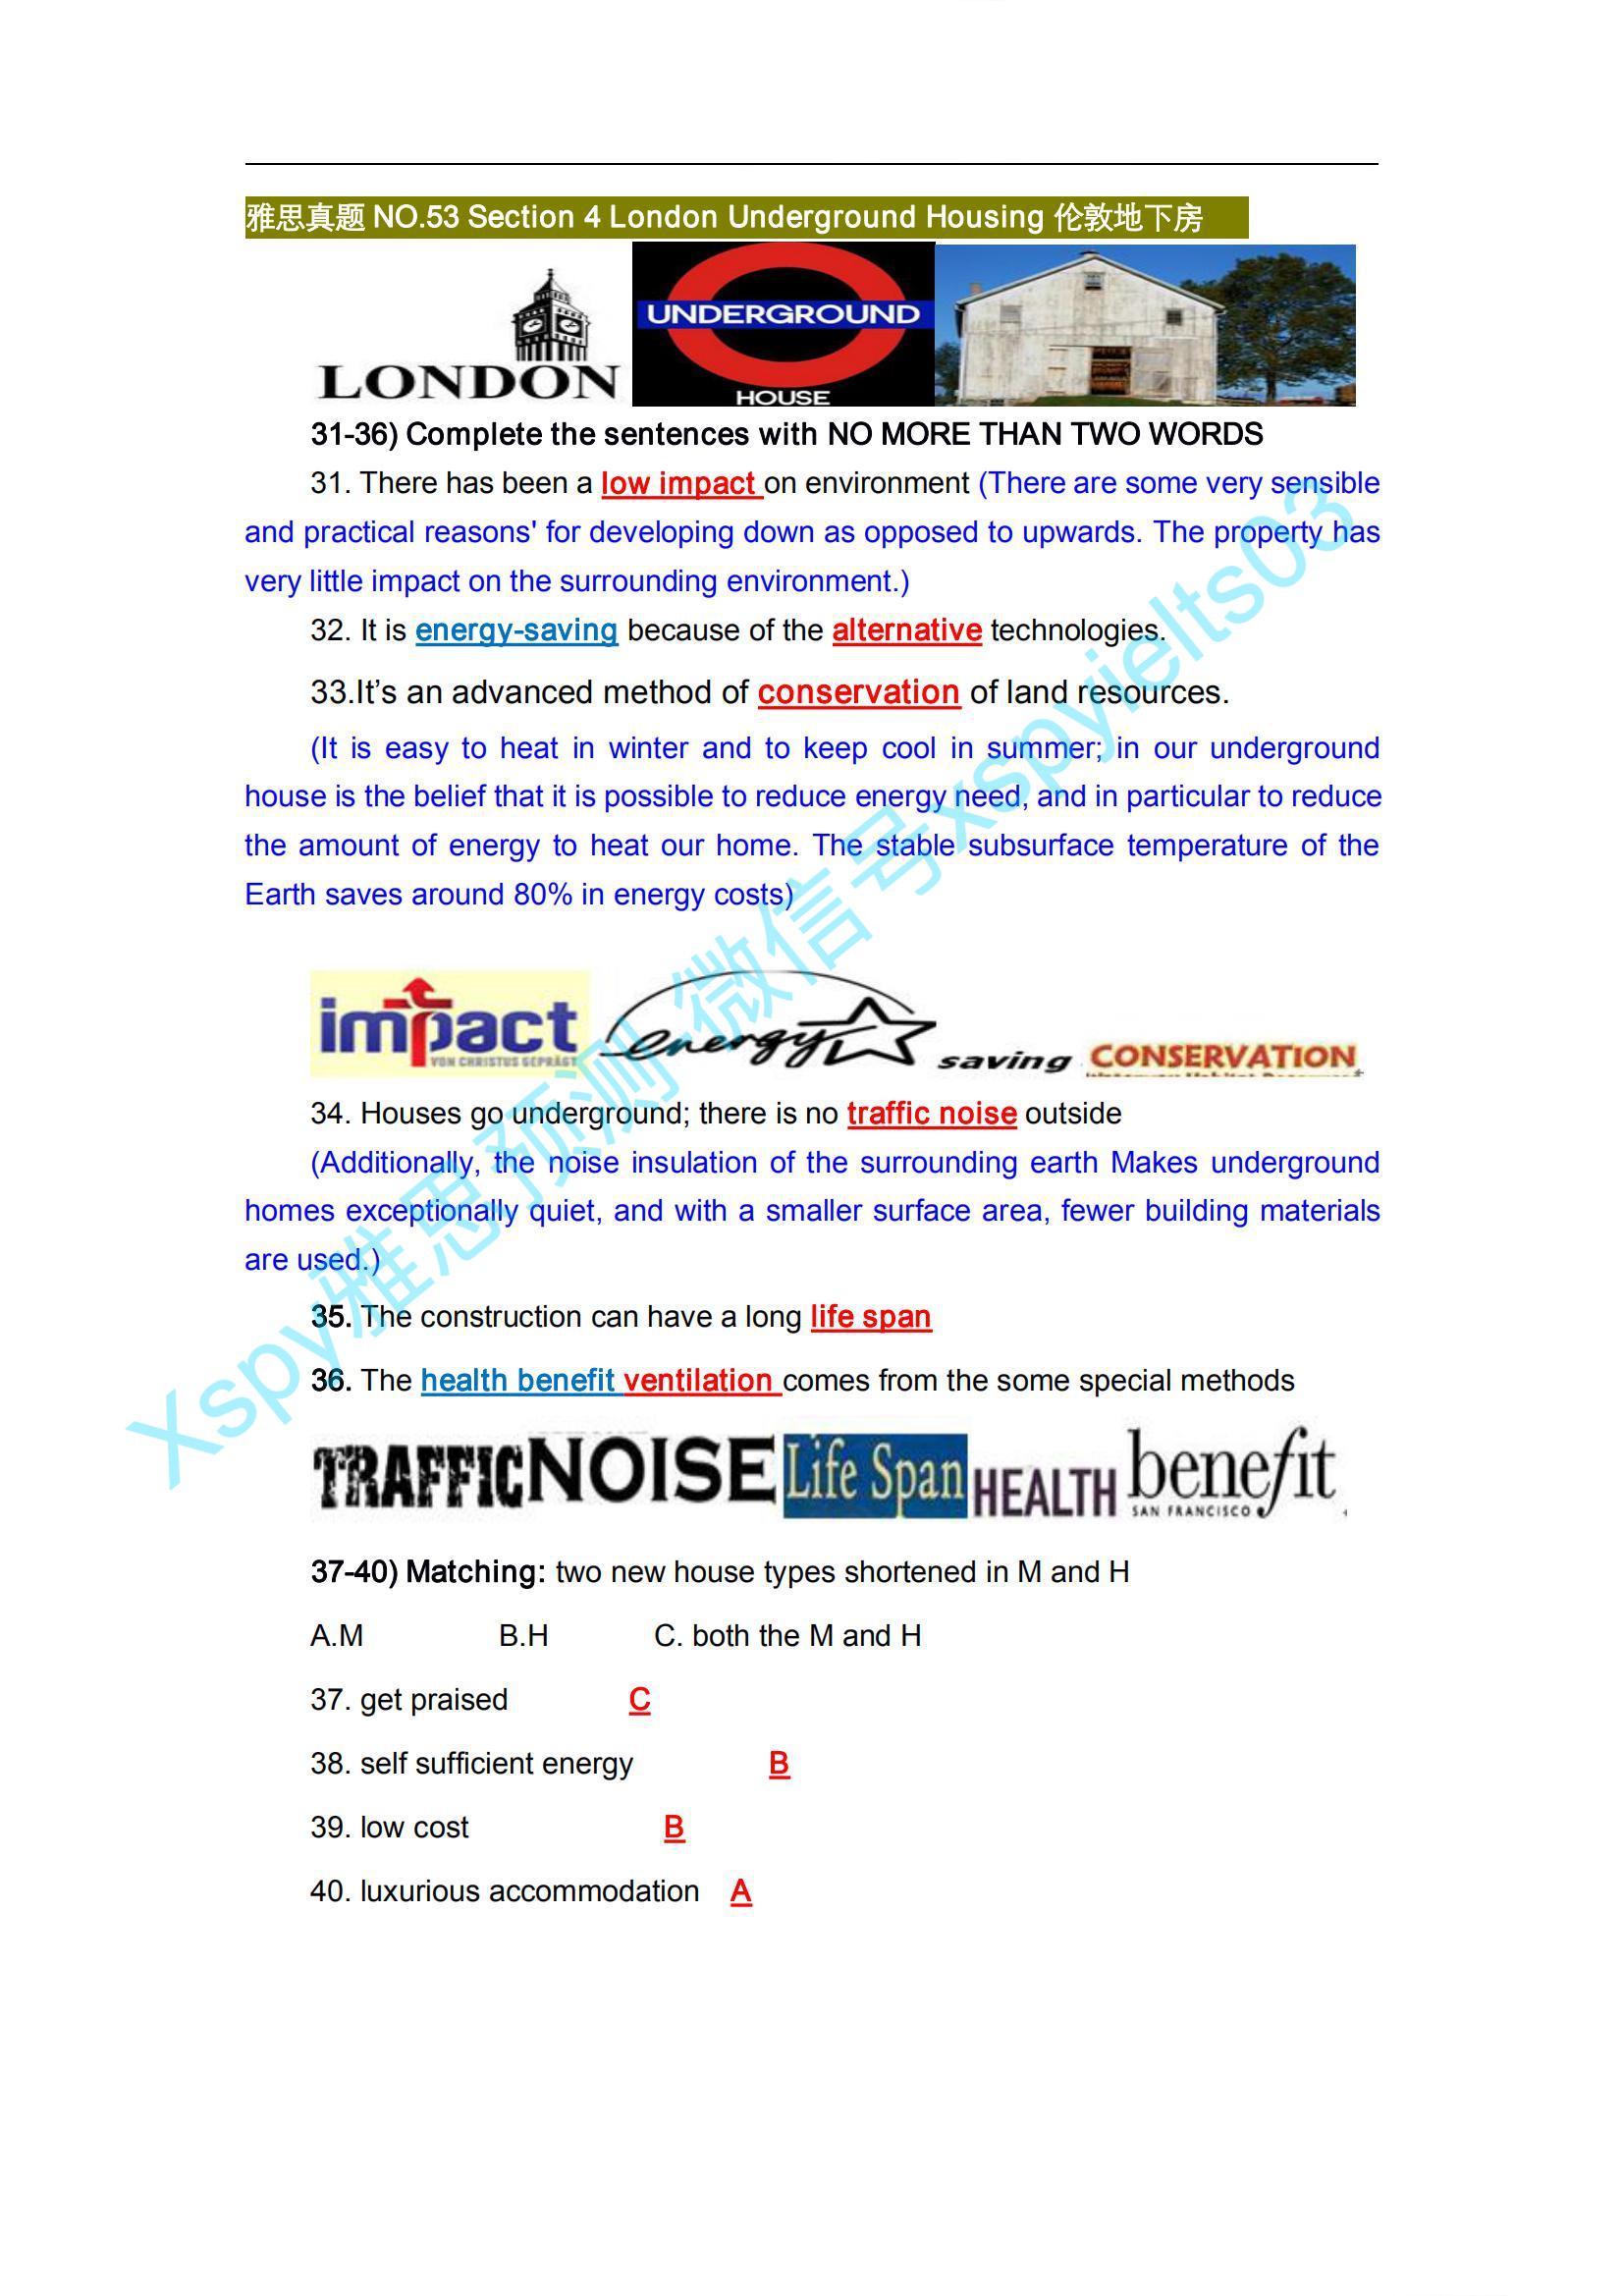 雅思真题 NO.53 Section 4 London Underground Housing 伦敦地下房
LONDON
UNDERGROUND
HOUSE
31-36) Complete the sentences with NO MORE THAN TWO WORDS
31. There has been a low impact on environment (There are some very sensible
and practical reasons' for developing down as opposed to upwards. The property has
very little impact on the surrounding environment.)
32. It is energy-saving because of the alternative technologies.
33.It’s an advanced method of conservation of land resources.
(It is easy to heat in winter and to keep cool in summer; in our underground
house is the belief that it is possible to reduce energy need, and in particular to reduce
the amount of energy to heat our home. The stable subsurface temperature of the
Earth saves around 80% in energy costs)
impact
VON CHRISTUS GEPRÄGT
energy
saving
CONSERVATION
34. Houses go underground; there is no traffic noise outside
(Additionally, the noise insulation of the surrounding earth Makes underground
homes exceptionally quiet, and with a smaller surface area, fewer building materials
are used.)
35. The construction can have a long life span
36. The health benefit ventilation comes from the some special methods
TRAFFIC NOISE Life Span HEALTH benefit
SAN FRANCISCO
37-40) Matching: two new house types shortened in M and H
A.M B.H C. both the M and H
37. get praised C
38. self sufficient energy B
39. low cost B
40. luxurious accommodation A
Xspy雅思预测,微信号xspyielts03